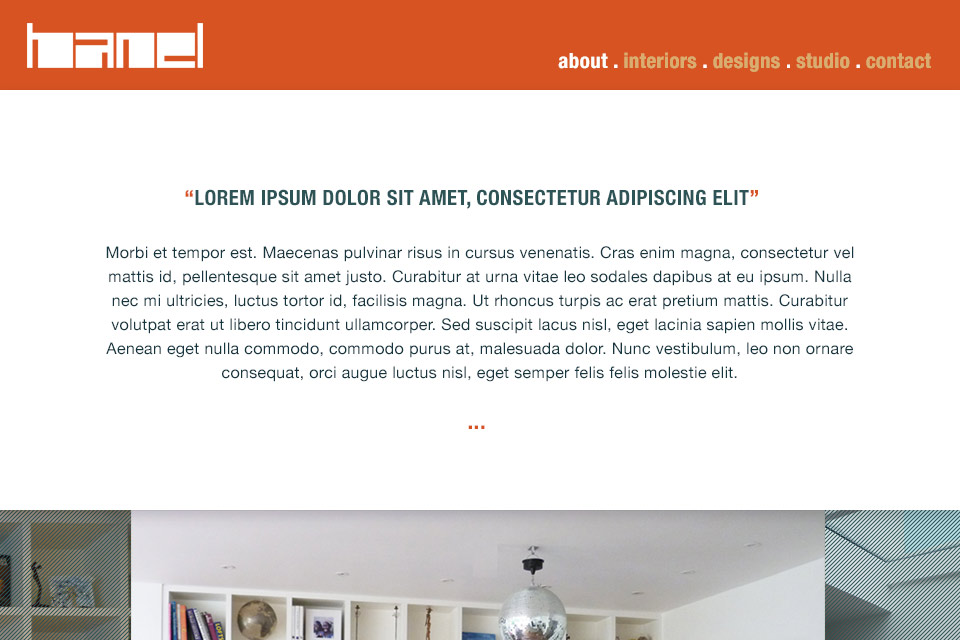 band
about . interiors . designs . studio . contact
“LOREM IPSUM DOLOR SIT AMET, CONSECTETUR ADIPISCING ELIT”
Morbi et tempor est. Maecenas pulvinar risus in cursus venenatis. Cras enim magna, consectetur vel
mattis id, pellentesque sit amet justo. Curabitur at urna vitae leo sodales dapibus at eu ipsum. Nulla
nec mi ultricies, luctus tortor id, facilisis magna. Ut rhoncus turpis ac erat pretium mattis. Curabitur
volutpat erat ut libero tincidunt ullamcorper. Sed suscipit lacus nisl, eget lacinia sapien mollis vitae.
Aenean eget nulla commodo, commodo purus at, malesuada dolor. Nunc vestibulum, leo non ornare
consequat, orci augue luctus nisl, eget semper felis felis molestie elit.
...